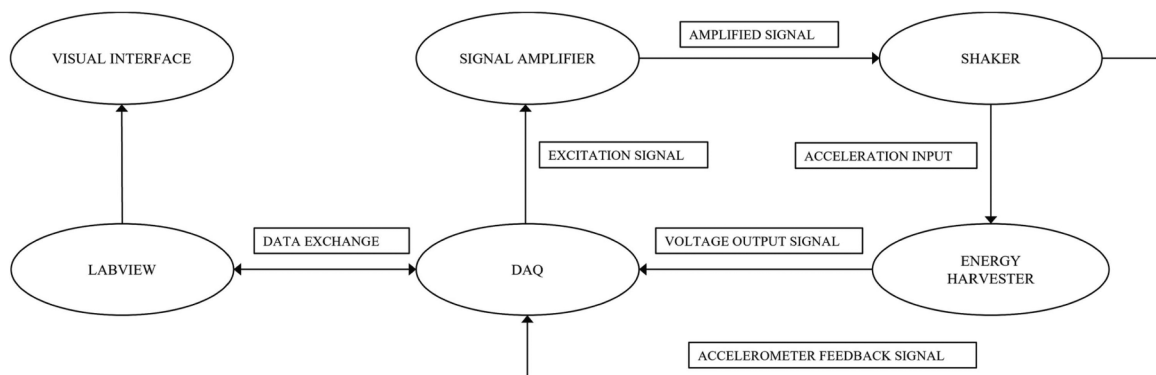 AMPLIFIED SIGNAL
VISUAL INTERFACE
SIGNAL AMPLIFIER
SHAKER
EXCITATION SIGNAL
ACCELERATION INPUT
DATA EXCHANGE
VOLTAGE OUTPUT SIGNAL
LABVIEW
DAQ
ENERGY
HARVESTER
ACCELEROMETER FEEDBACK SIGNAL